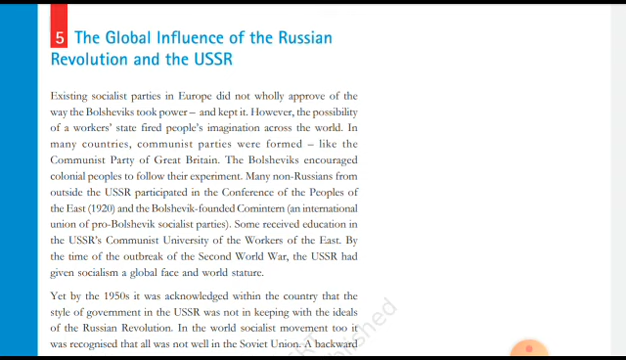 5 The Global Influence of the Russian
Revolution and the USSR
Existing socialist parties in Europe did not wholly approve of the
way the Bolsheviks took power – and kept it. However, the possibility
of a workers' state fired people's imagination across the world. In
many countries, communist parties were formed – like the
Communist Party of Great Britain. The Bolsheviks encouraged
colonial peoples to follow their experiment. Many non-Russians from
outside the USSR participated in the Conference of the Peoples of
the East (1920) and the Bolshevik-founded Comintern (an international
union of pro-Bolshevik socialist parties). Some received education in
the USSR's Communist University of the Workers of the East. By
the time of the outbreak of the Second World War, the USSR had
given socialism a global face and world stature.
Yet by the 1950s it was acknowledged within the country that the
style of government in the USSR was not in keeping with the ideals
of the Russian Revolution. In the world socialist movement too it
was recognised that all was not well in the Soviet Union. A backward